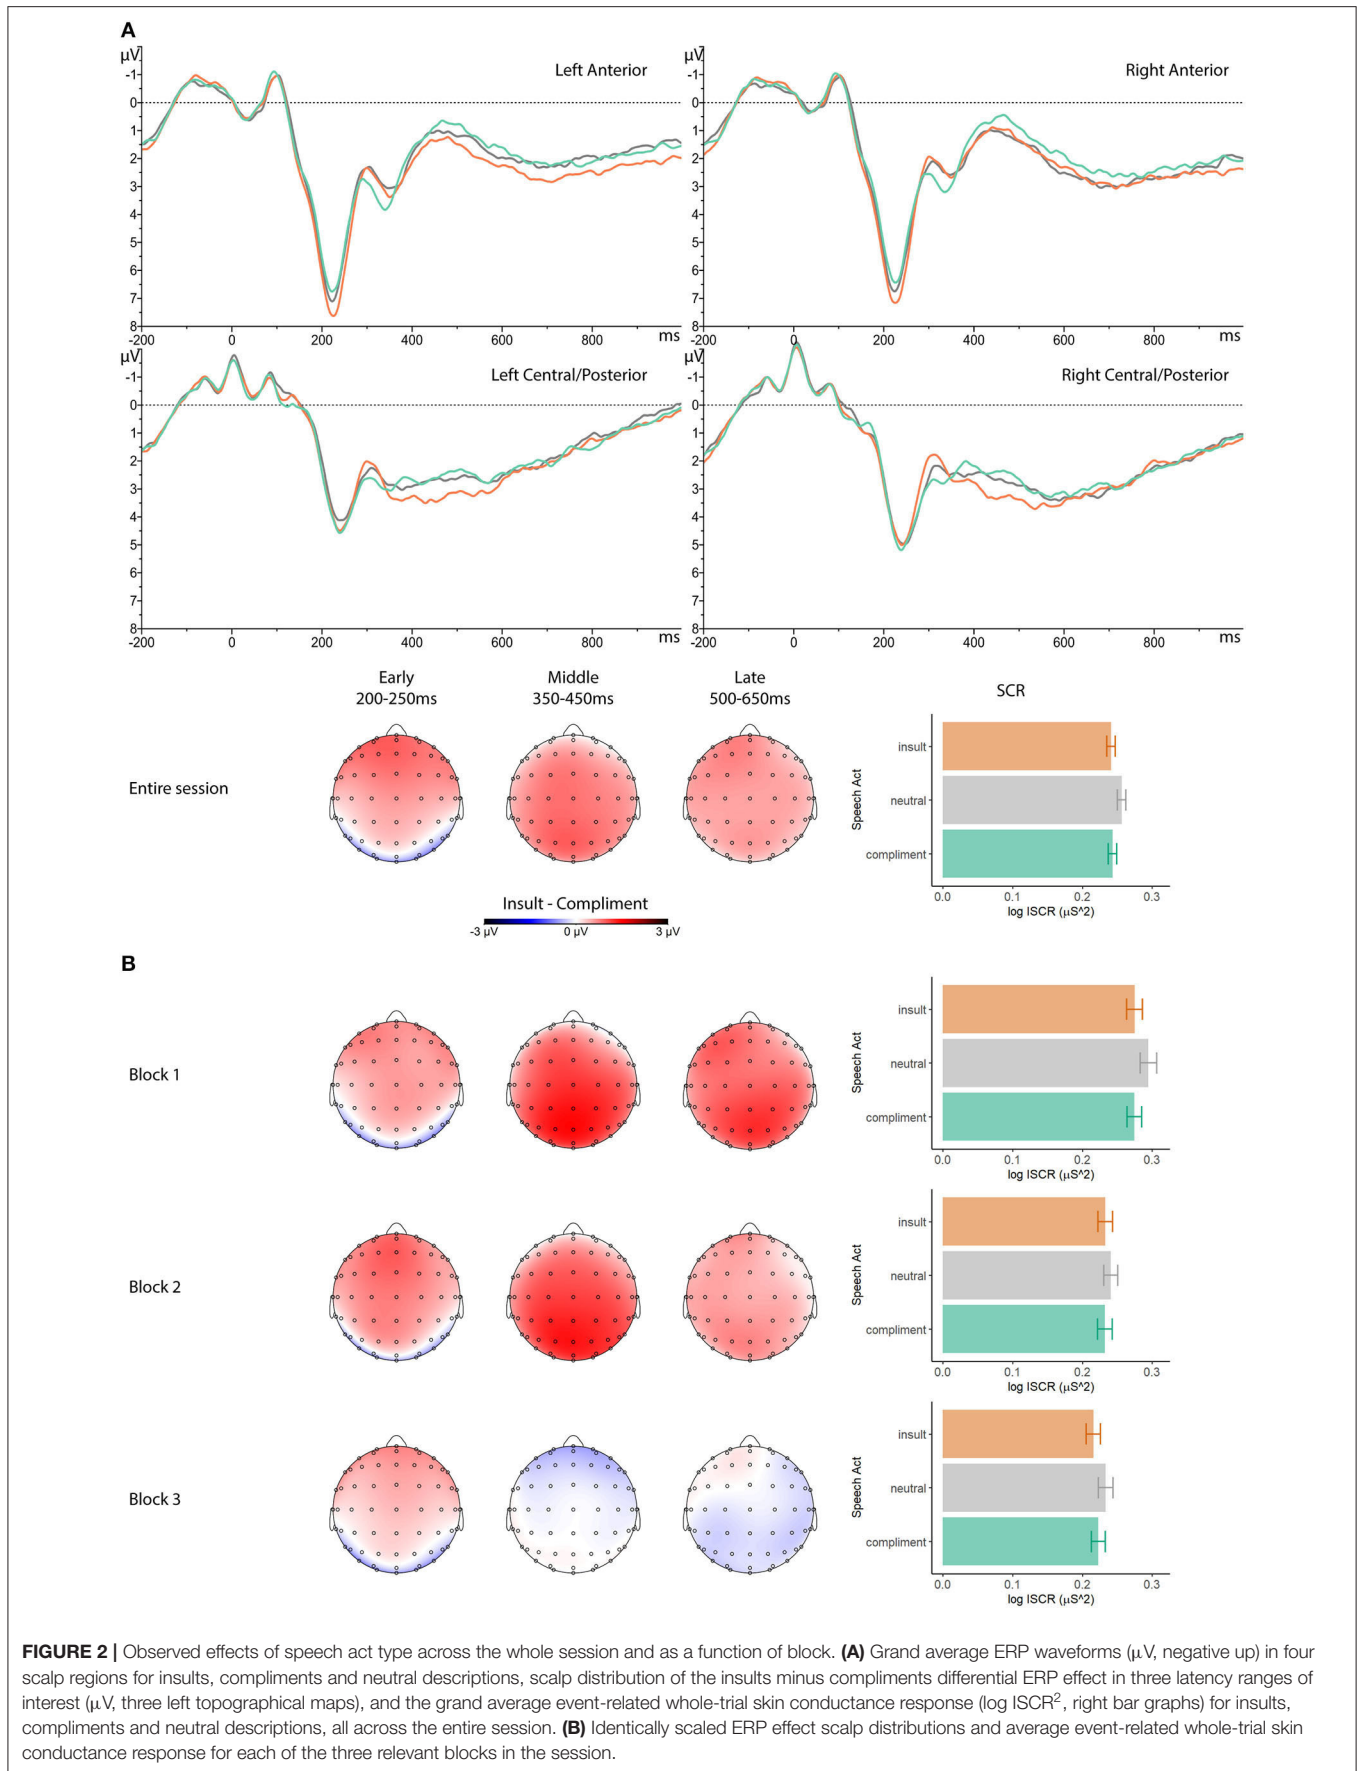 A
μV
Left Anterior
-1
0
1
2
3
4
5
6
7
8
-200
0
200
400
600
800
ms
μV
Right Anterior
-1
0
1
2
3
4
5
6
7
8
-200
0
200
400
600
800
ms
μV
Left Central/Posterior
-1
0
1
2
3
4
5
6
7
8
-200
0
200
400
600
800
ms
μV
Right Central/Posterior
-1
0
1
2
3
4
5
6
7
8
-200
0
200
400
600
800
ms
Early
200-250ms
Middle
350-450ms
Late
500-650ms
SCR
Entire session
Speech Act
insult
neutral
compliment
0.0 0.1 0.2 0.3
log ISCR (μS^2)
Insult - Compliment
-3 μV 0 μV 3 μV
B
Block 1
Speech Act
insult
neutral
compliment
0.0 0.1 0.2 0.3
log ISCR (μS^2)
Block 2
Speech Act
insult
neutral
compliment
0.0 0.1 0.2 0.3
log ISCR (μS^2)
Block 3
Speech Act
insult
neutral
compliment
0.0 0.1 0.2 0.3
log ISCR (μS^2)
FIGURE 2 | Observed effects of speech act type across the whole session and as a function of block. (A) Grand average ERP waveforms (μV, negative up) in four
scalp regions for insults, compliments and neutral descriptions, scalp distribution of the insults minus compliments differential ERP effect in three latency ranges of
interest (μV, three left topographical maps), and the grand average event-related whole-trial skin conductance response (log ISCR², right bar graphs) for insults,
compliments and neutral descriptions, all across the entire session. (B) Identically scaled ERP effect scalp distributions and average event-related whole-trial skin
conductance response for each of the three relevant blocks in the session.